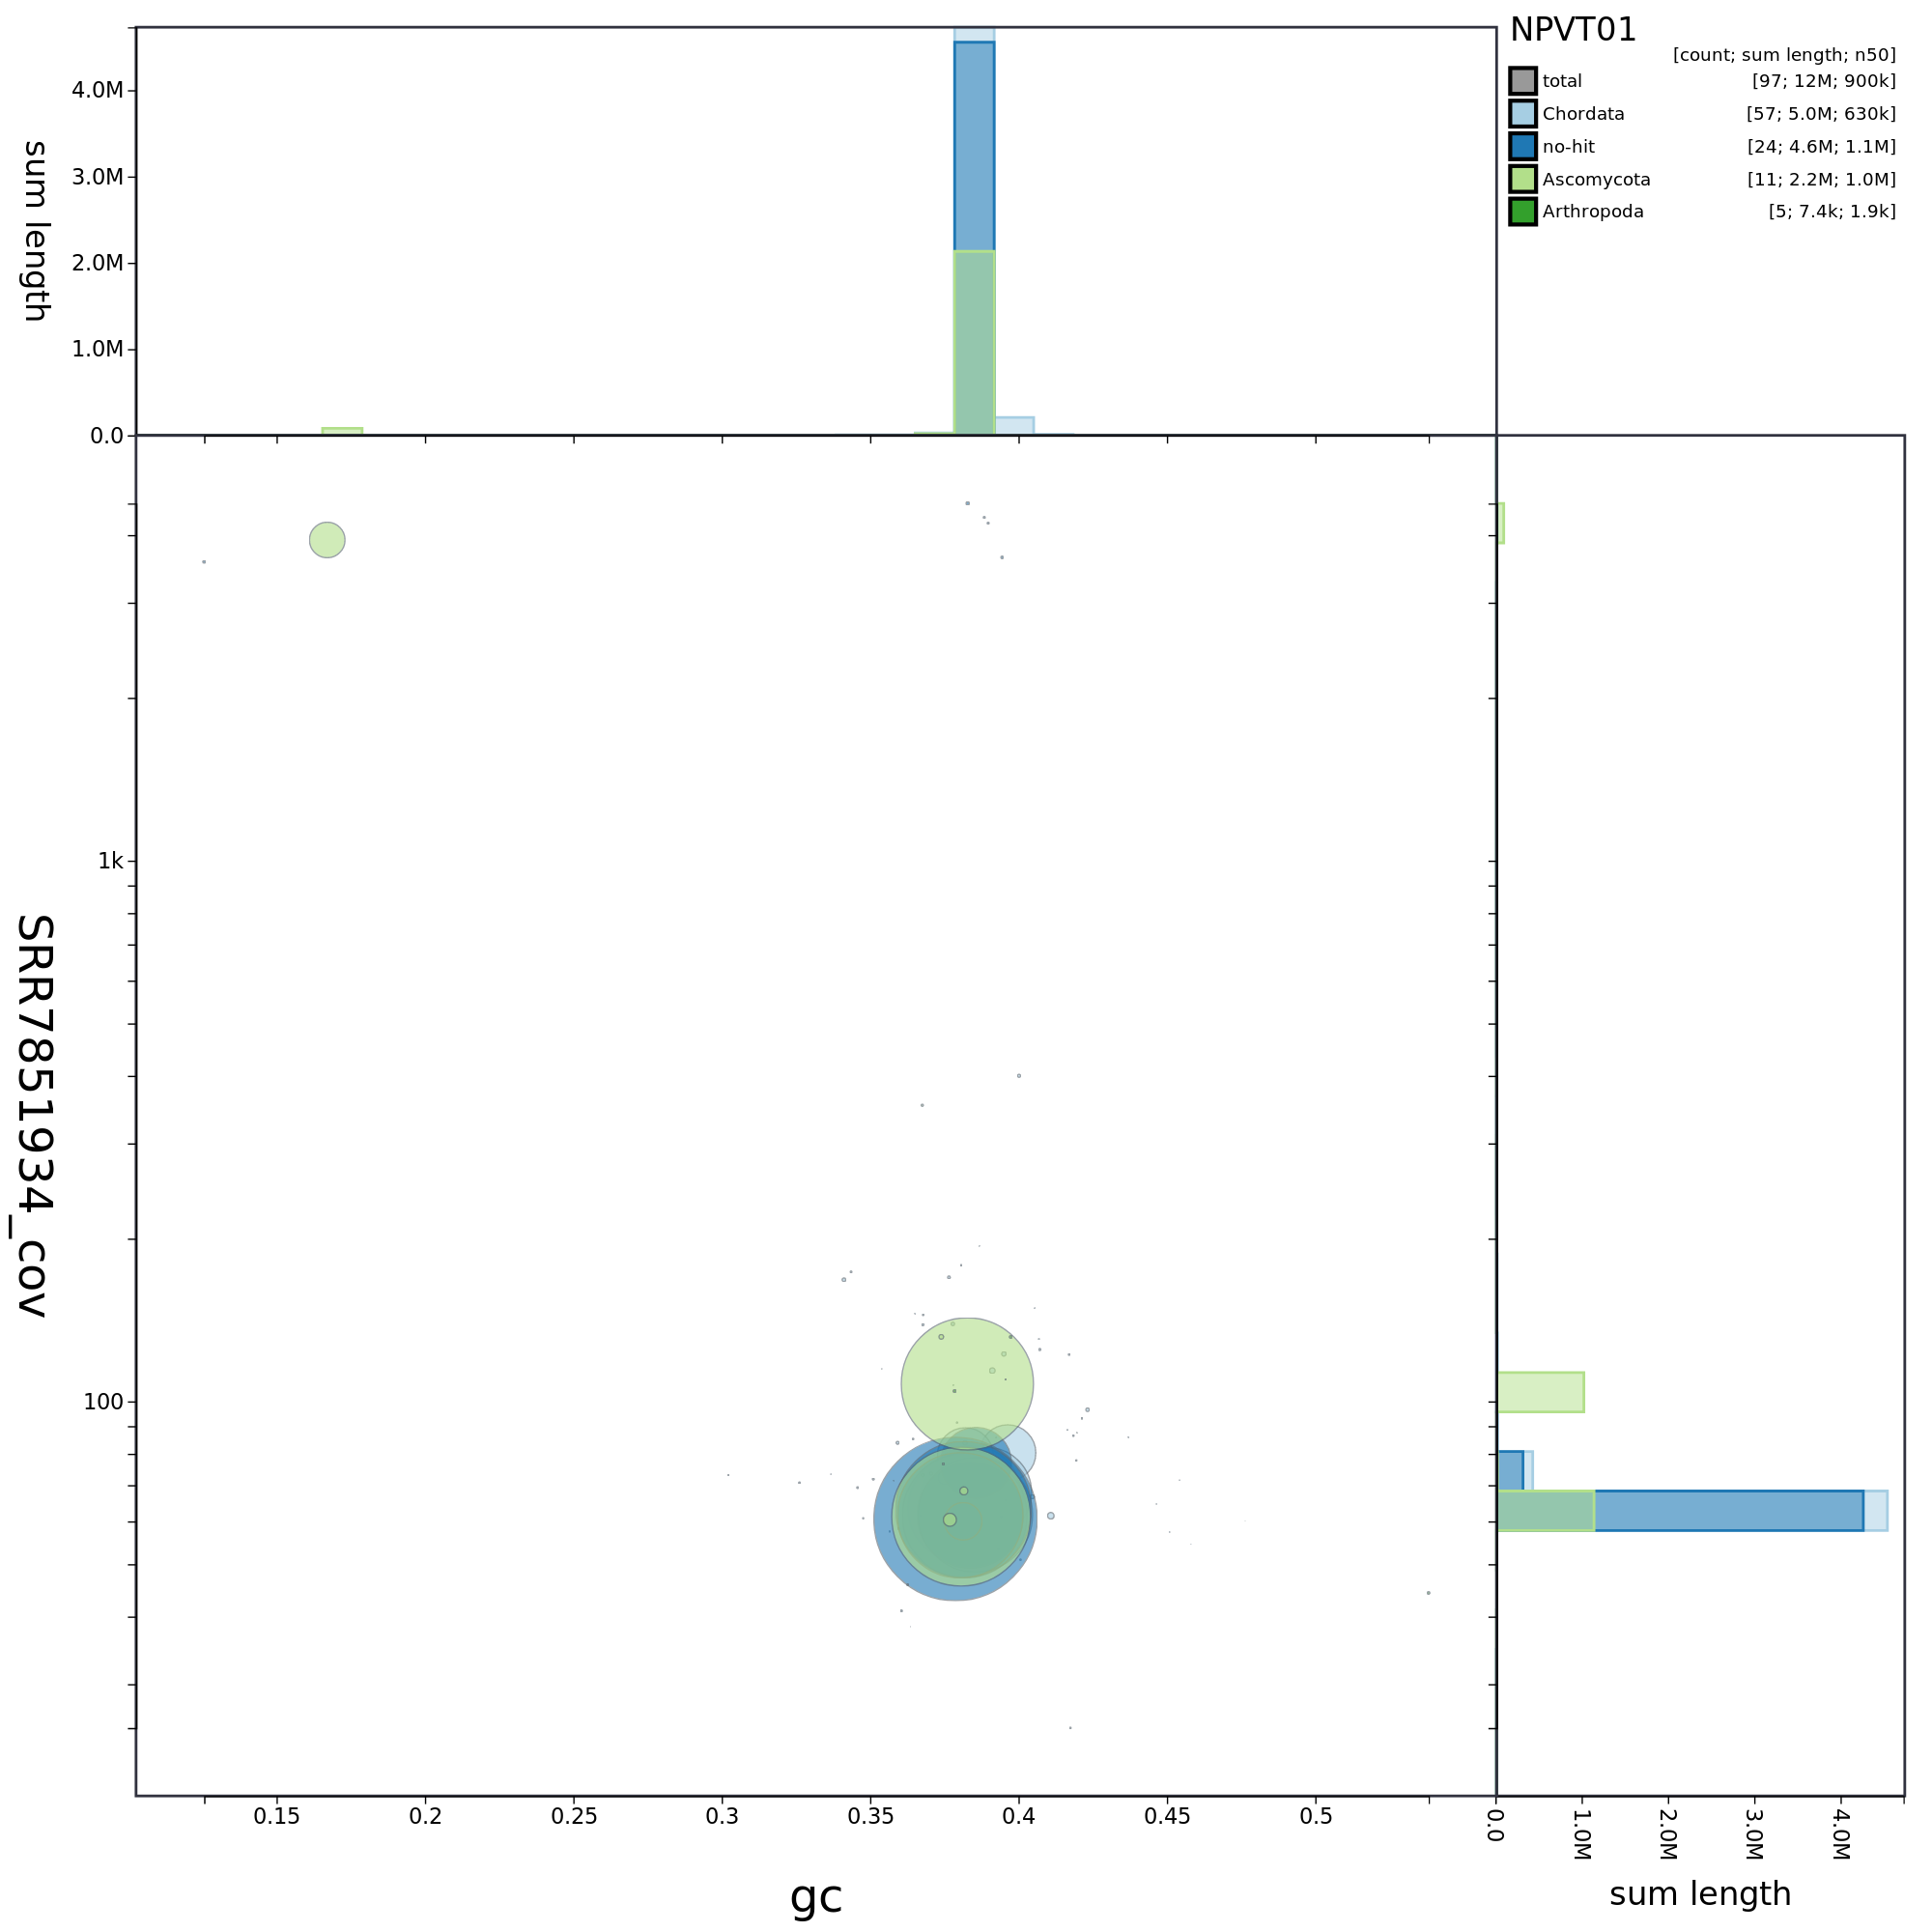 NPVT01
[count; sum length; n50]
total [97; 12M; 900k]
Chordata [57; 5.0M; 630k]
no-hit [24; 4.6M; 1.1M]
Ascomycota [11; 2.2M; 1.0M]
Arthropoda [5; 7.4k; 1.9k]
sum length
4.0M
3.0M
2.0M
1.0M
0.0
SRR7851934_cov
1k
100
0.15 0.2 0.25 0.3 0.35 0.4 0.45 0.5
gc
0.0 1.0M 2.0M 3.0M 4.0M
sum length